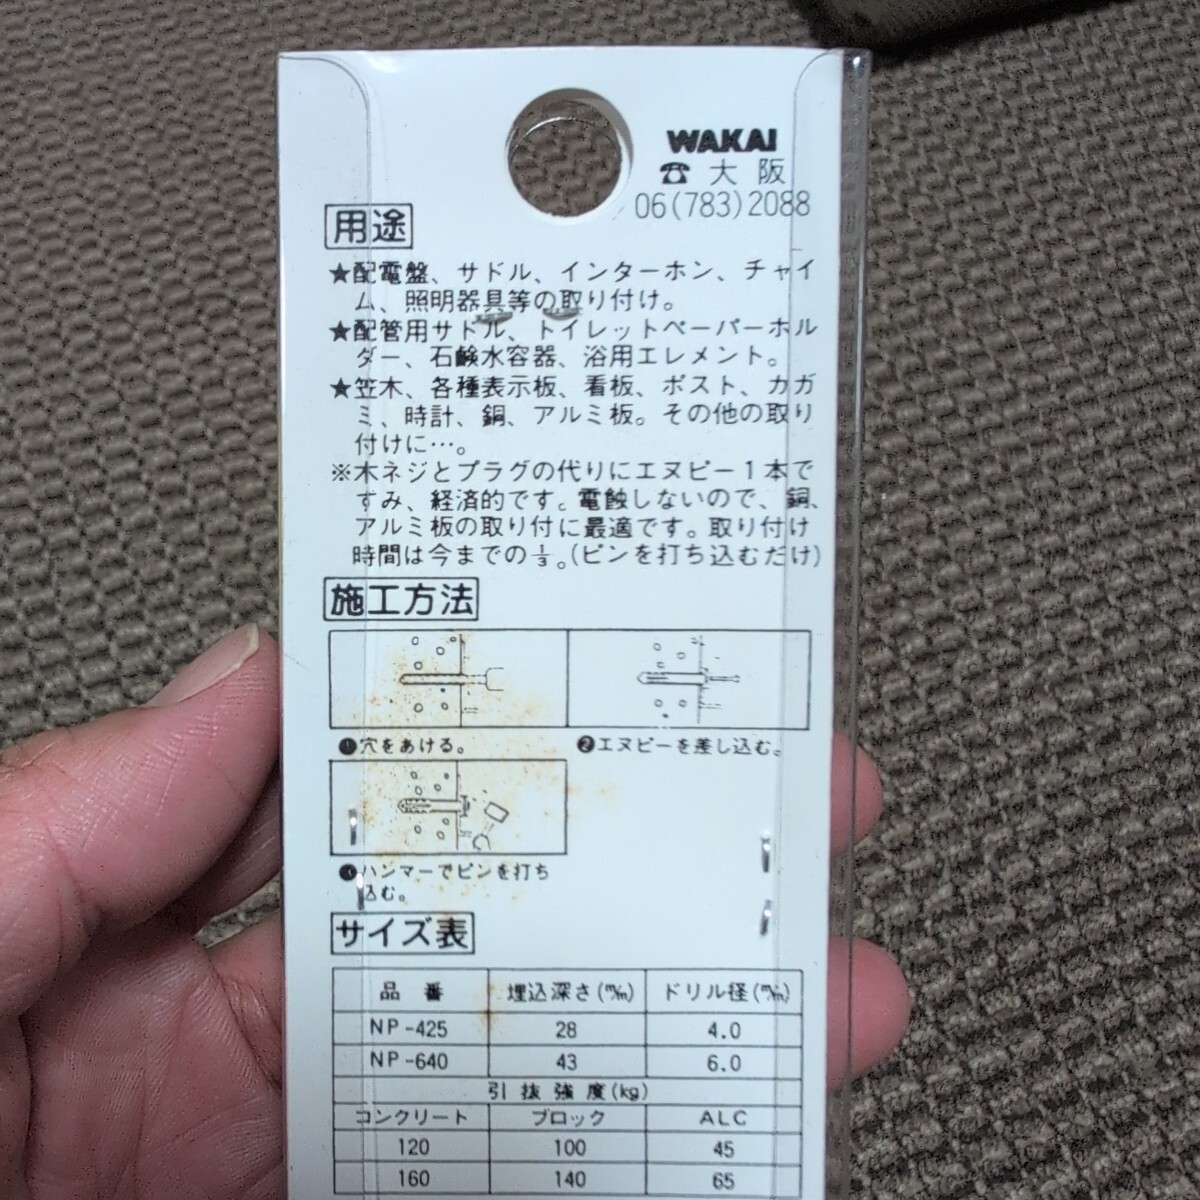 WAKAI
☎ 大阪
06(783)2088
用途
★配電盤、サドル、インターホン、チャイ
ム、照明器具等の取り付け。
★配管用サドル、トイレットペーパーホル
ダー、石鹸水容器、浴用エレメント。
★笠木、各種表示板、看板、ポスト、カガ
ミ、時計、銅、アルミ板。その他の取り
付けに…。
※木ネジとプラグの代りにエヌピー1本で
すみ、経済的です。電蝕しないので、銅、
アルミ板の取り付に最適です。取り付け
時間は今までの⅓。(ピンを打ち込むだけ)
施工方法
❶穴をあける。
❷エヌピーを差し込む。
❸ハンマーでピンを打ち
込む。
サイズ表
品番 埋込深さ(㎜) ドリル径(㎜)
NP-425 28 4.0
NP-640 43 6.0
引抜強度(kg)
コンクリート ブロック ALC
120 100 45
160 140 65